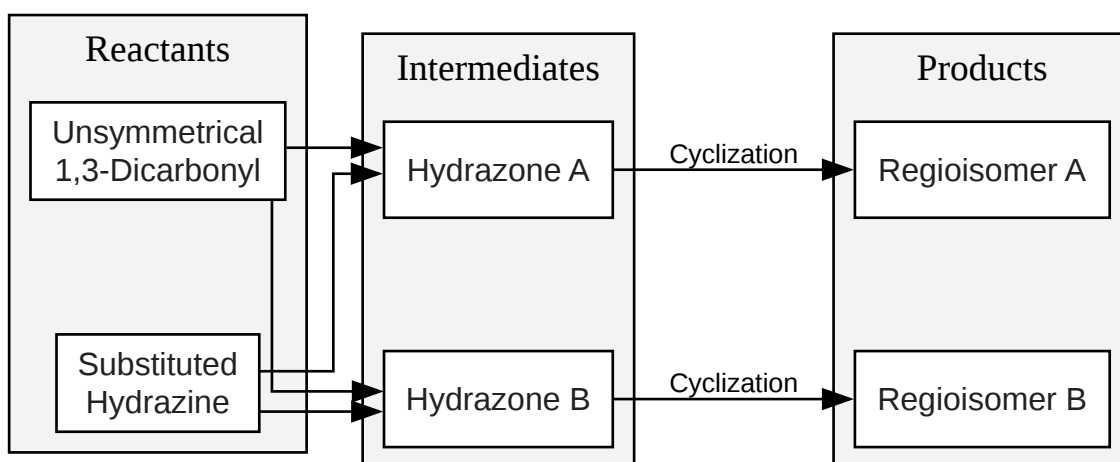 Reactants
Unsymmetrical
1,3-Dicarbonyl
Substituted
Hydrazine
Intermediates
Hydrazone A
Hydrazone B
Cyclization
Cyclization
Products
Regioisomer A
Regioisomer B